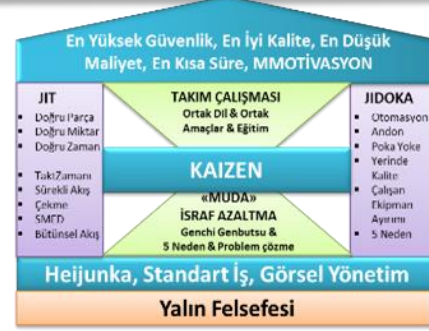 En Yüksek Güvenlik, En İyi Kalite, En Düşük
Maliyet, En Kısa Süre, MMOTİVASYON
JIT
Doğru Parça
Doğru Miktar
Doğru Zaman
TaktZamanı
Sürekli Akış
Çekme
SMED
Bütünsel Akış
TAKIM ÇALIŞMASI
Ortak Dil & Ortak
Amaçlar & Eğitim
KAIZEN
«MUDA»
İSRAF AZALTMA
Genchi Genbutsu &
5 Neden & Problem çözme
JIDOKA
Otomasyon
Andon
Poka Yoke
Yerinde
Kalite
Çalışan
Ekipman
Ayırımı
5 Neden
Heijunka, Standart İş, Görsel Yönetim
Yalın Felsefesi